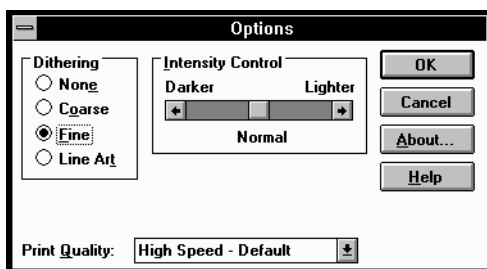 Options
Dithering
None
Coarse
Fine
Line Art
Intensity Control
Darker Lighter
Normal
OK
Cancel
About...
Help
Print Quality: High Speed - Default